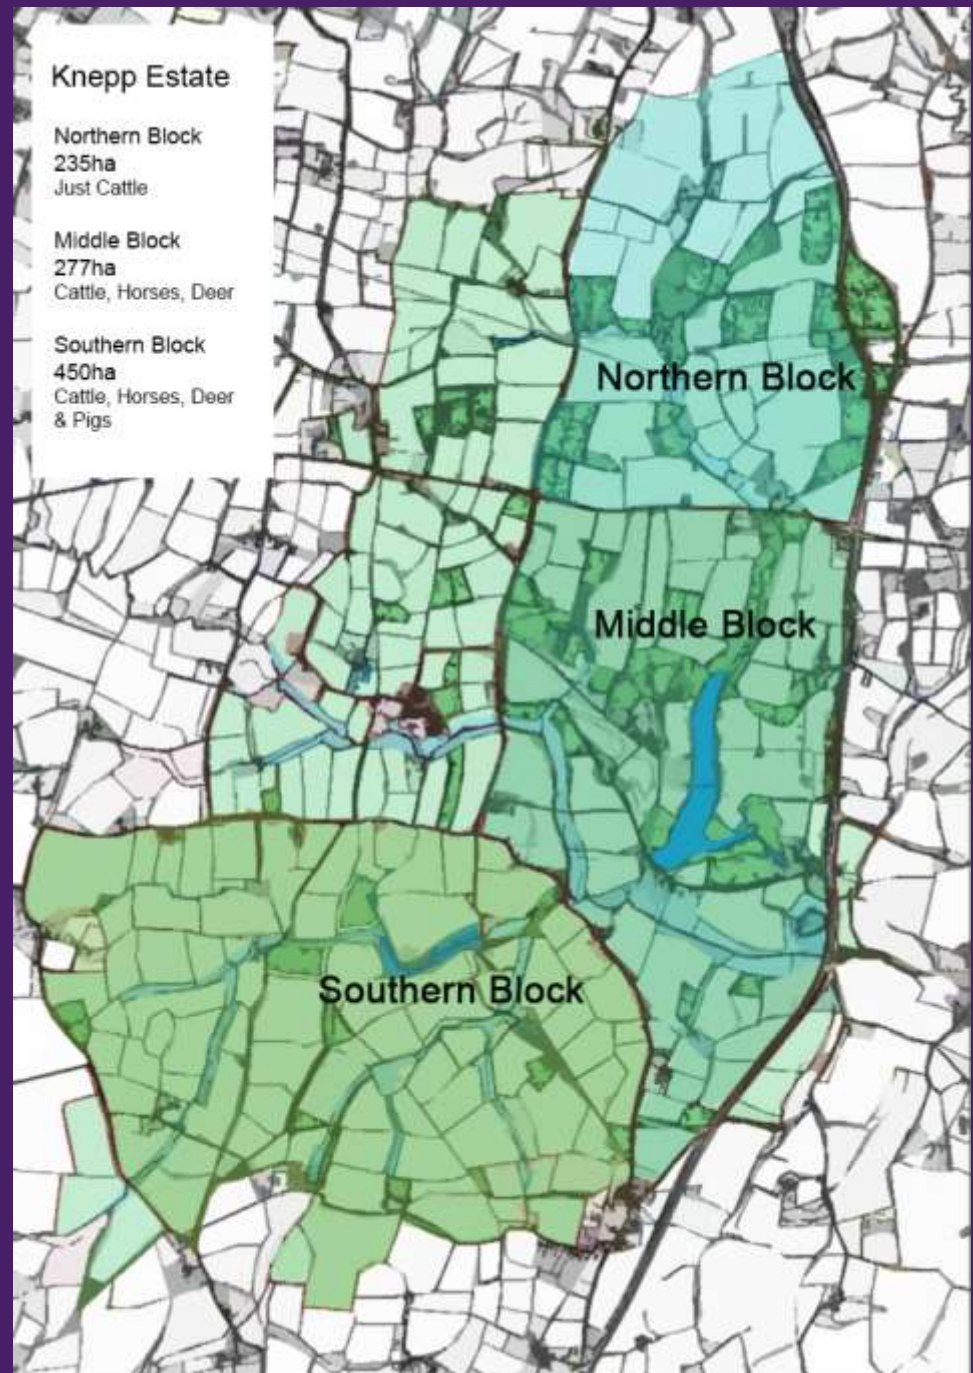 Knepp Estate
Northern Block
235ha
Just Cattle
Middle Block
277ha
Cattle, Horses, Deer
Southern Block
450ha
Cattle, Horses, Deer
& Pigs
Northern Block
Middle Block
Southern Block